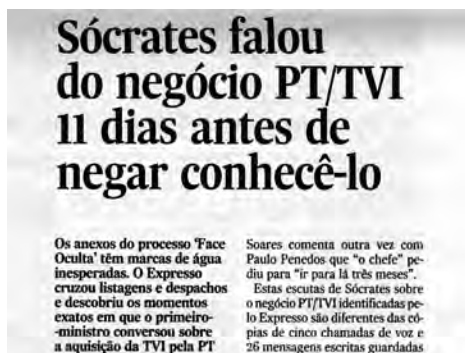 Sócrates falou
do negócio PT/TVI
11 dias antes de
negar conhecê-lo
Os anexos do processo 'Face
Oculta' têm marcas de água
inesperadas. O Expresso
cruzou listagens e despachos
e descobriu os momentos
exatos em que o primeiro-
-ministro conversou sobre
a aquisição da TVI pela PT
Soares comenta outra vez com
Paulo Penedos que "o chefe" pe-
diu para "ir para lá três meses".
Estas escutas de Sócrates sobre
o negócio PT/TVI identificadas pe-
lo Expresso são diferentes das có-
pias de cinco chamadas de voz e
26 mensagens escritas guardadas